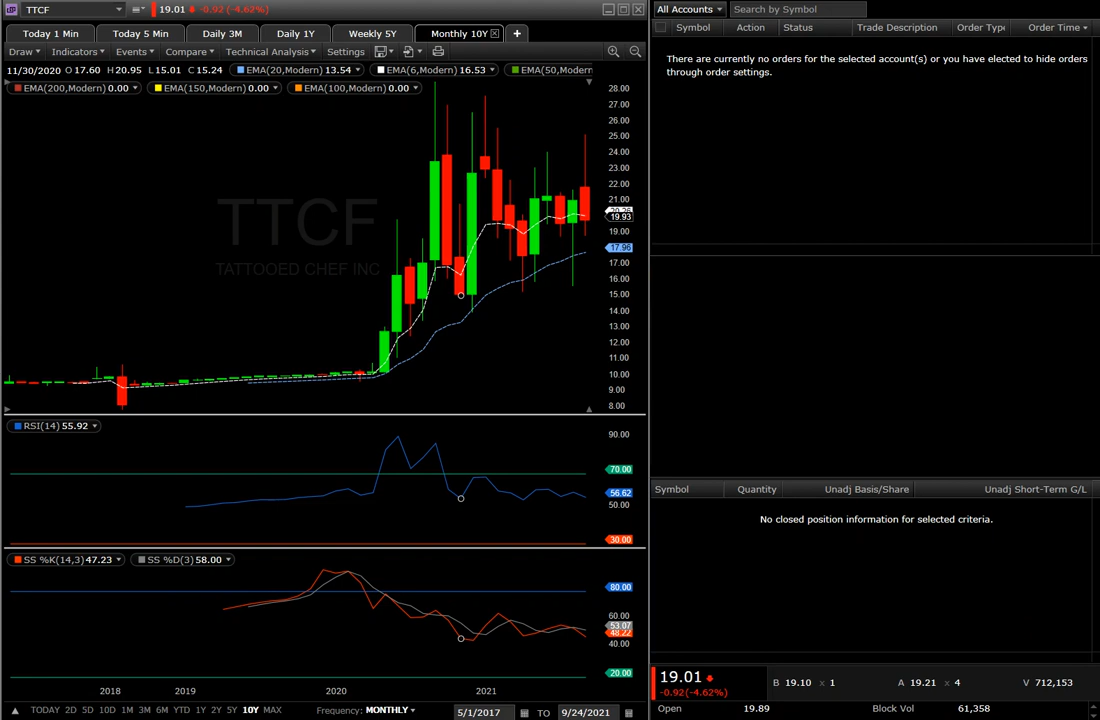 TTCF 19.01 -0.92 (-4.62%)
Today 1 Min Today 5 Min Daily 3M Daily 1Y Weekly 5Y Monthly 10Y
Draw Indicators Events Compare Technical Analysis Settings
11/30/2020 O 17.60 H 20.95 L 15.01 C 15.24 EMA(20,Modern) 13.54 EMA(6,Modern) 16.53 EMA(50,Modern
EMA(200,Modern) 0.00 EMA(150,Modern) 0.00 EMA(100,Modern) 0.00
28.00
27.00
26.00
25.00
24.00
23.00
22.00
21.00
19.93
19.00
17.96
17.00
16.00
15.00
14.00
13.00
12.00
11.00
10.00
9.00
8.00
TTCF
TATTOOED CHEF INC
RSI(14) 55.92
90.00
70.00
56.62
50.00
30.00
SS %K(14,3) 47.23 SS %D(3) 58.00
80.00
60.00
53.07
48.22
40.00
20.00
2018 2019 2020 2021
TODAY 2D 5D 10D 1M 3M 6M YTD 1Y 2Y 5Y 10Y MAX Frequency: MONTHLY 5/1/2017 TO 9/24/2021
All Accounts Search by Symbol
Symbol Action Status Trade Description Order Type Order Time
There are currently no orders for the selected account(s) or you have elected to hide orders
through order settings.
Symbol Quantity Unadj Basis/Share Unadj Short-Term G/L
No closed position information for selected criteria.
19.01
-0.92 (-4.62%)
B 19.10 x 1 A 19.21 x 4 V 712,153
Open 19.89 Block Vol 61,358